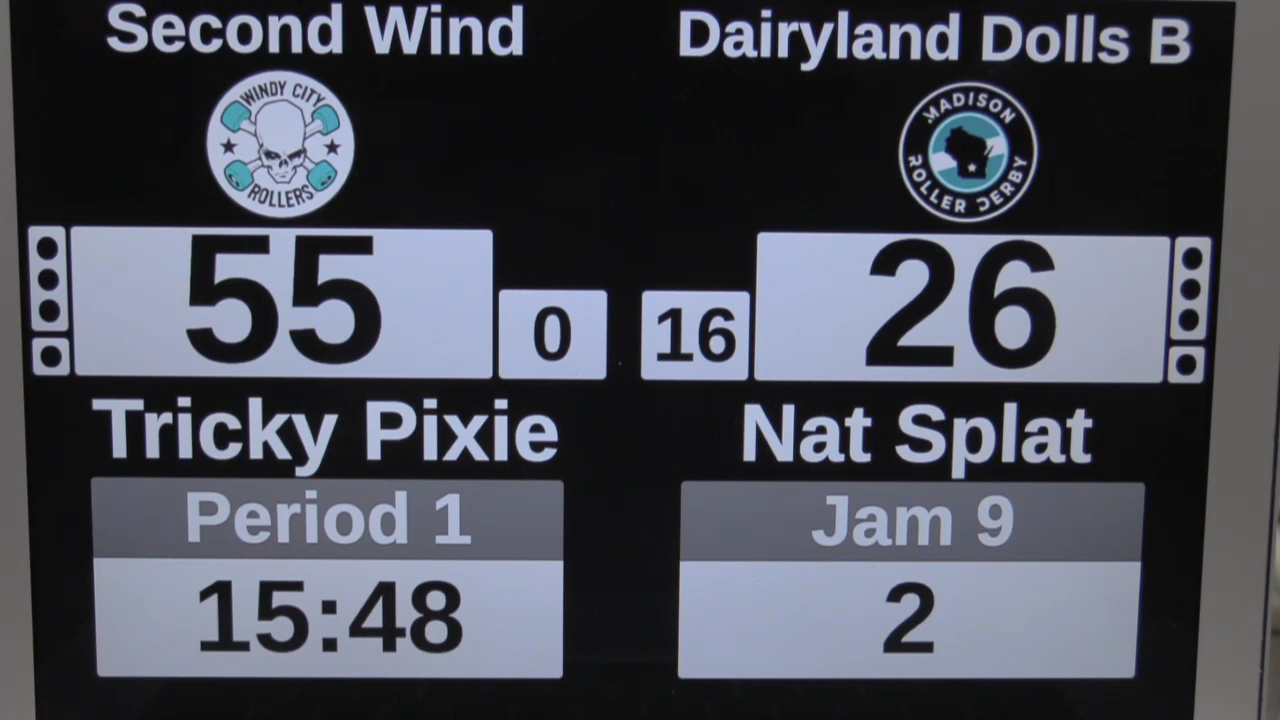 Second Wind
Dairyland Dolls B
WINDY CITY
ROLLERS
MADISON
ROLLER DERBY
55
0
16
26
Tricky Pixie
Nat Splat
Period 1
Jam 9
15:48
2